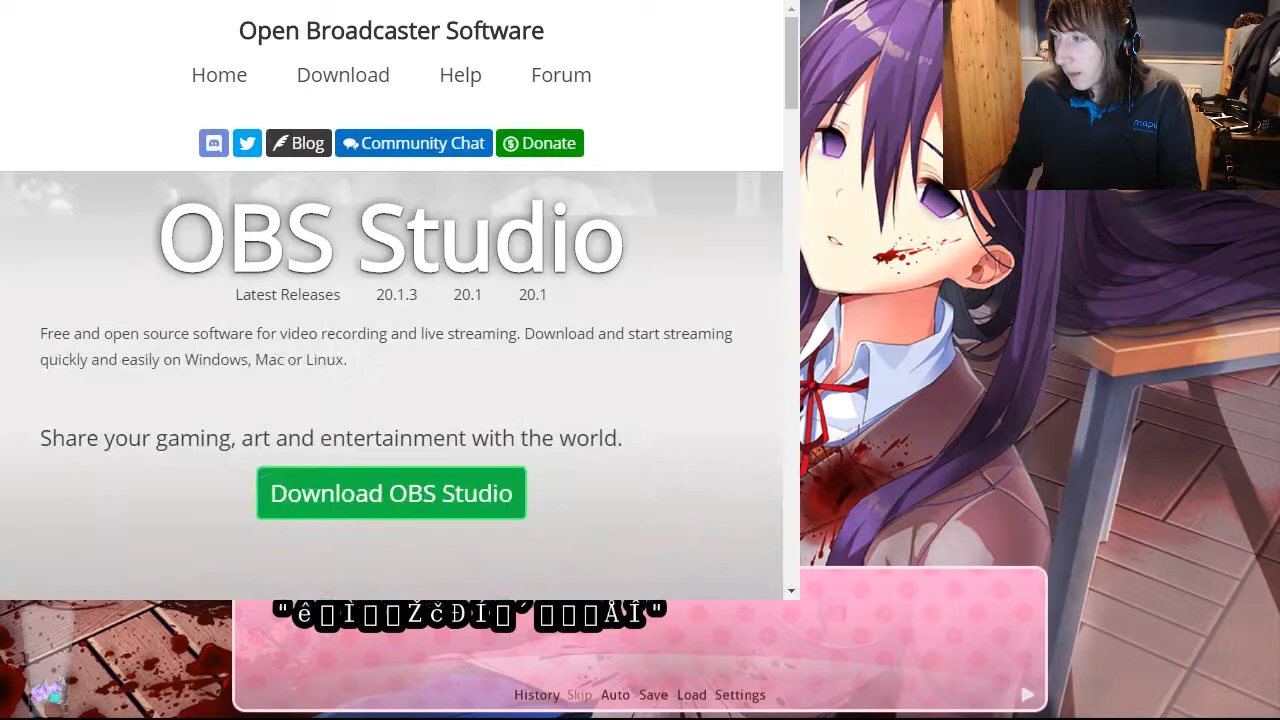 Open Broadcaster Software
Home Download Help Forum
Blog Community Chat Donate
OBS Studio
Latest Releases 20.1.3 20.1 20.1
Free and open source software for video recording and live streaming. Download and start streaming
quickly and easily on Windows, Mac or Linux.
Share your gaming, art and entertainment with the world.
Download OBS Studio
History Skip Auto Save Load Settings